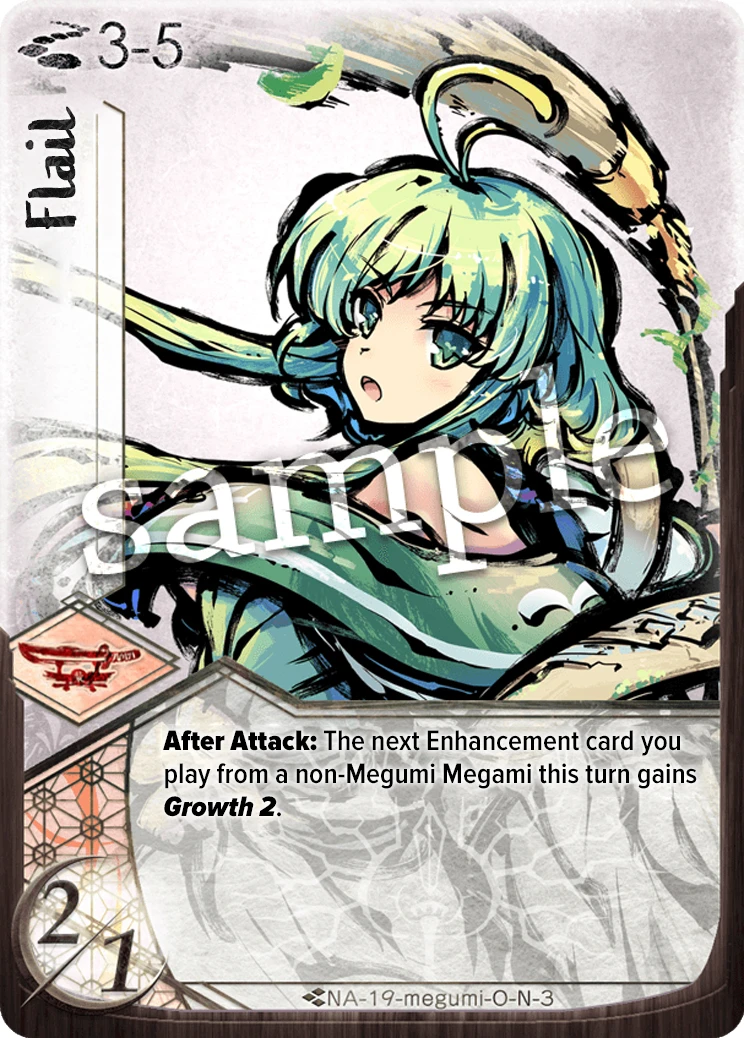 3-5
Flail
sample
After Attack: The next Enhancement card you
play from a non-Megumi Megami this turn gains
Growth 2.
2/1
NA-19-megumi-O-N-3